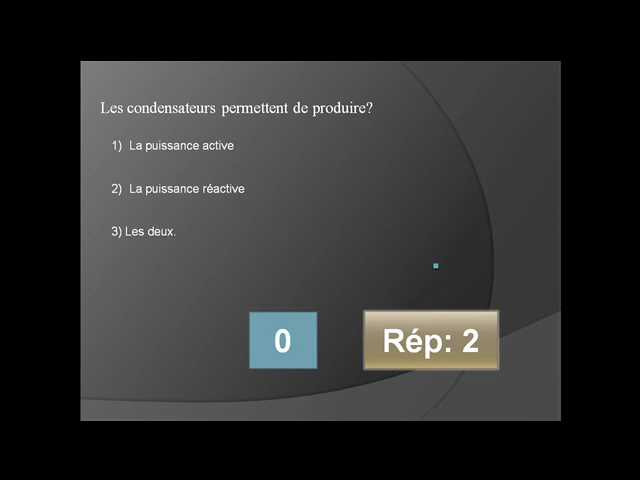 Les condensateurs permettent de produire?
1) La puissance active
2) La puissance réactive
3) Les deux.
0
Rép: 2